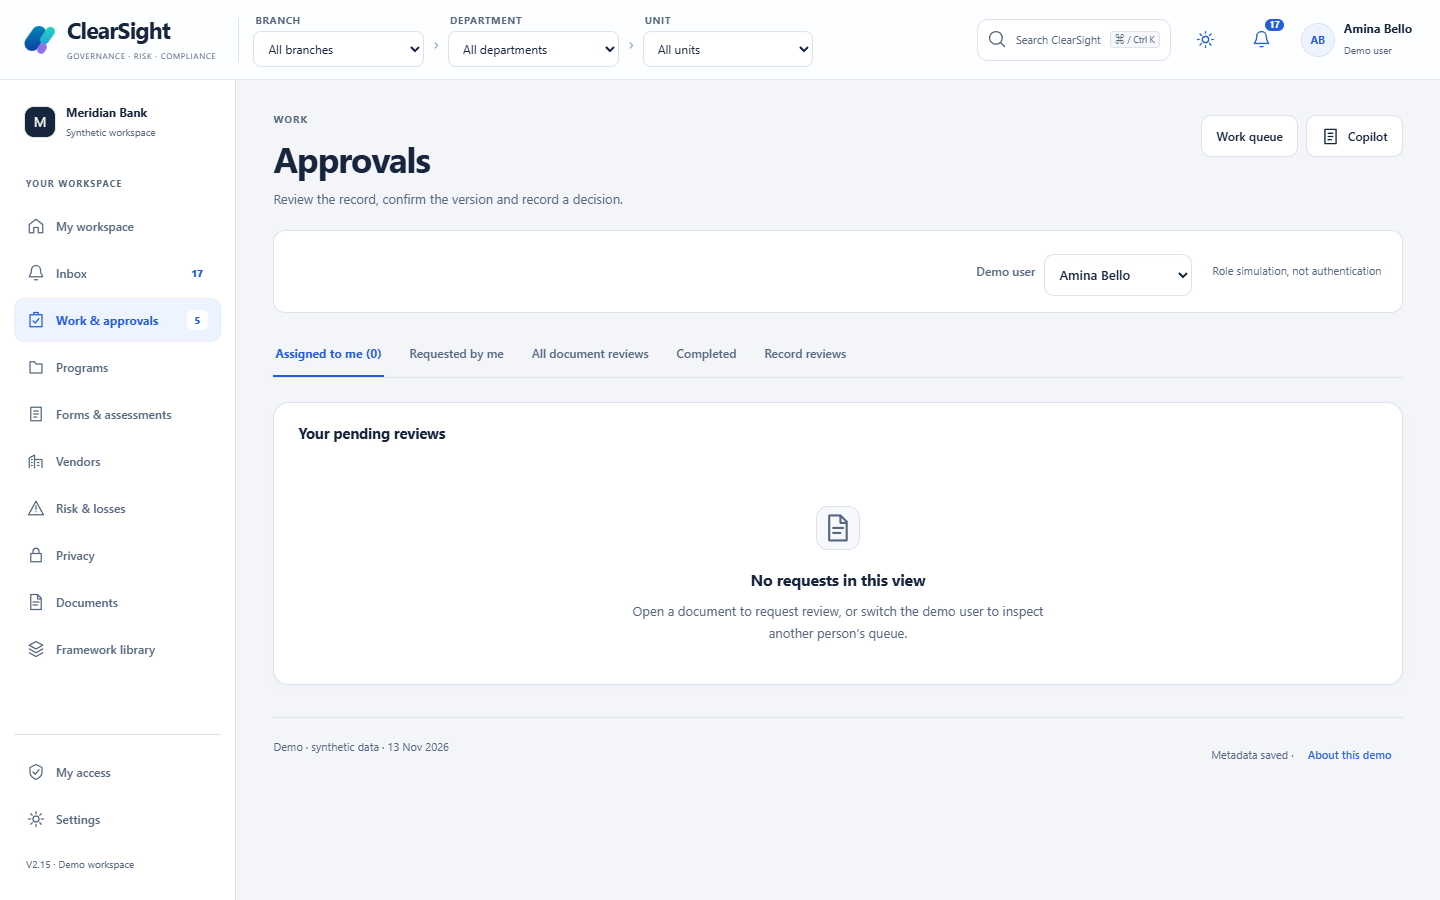 ClearSight
GOVERNANCE · RISK · COMPLIANCE
BRANCH
All branches
›
DEPARTMENT
All departments
›
UNIT
All units
Search ClearSight
⌘ / Ctrl K
17
AB
Amina Bello
Demo user
M
Meridian Bank
Synthetic workspace
YOUR WORKSPACE
My workspace
Inbox 17
Work & approvals 5
Programs
Forms & assessments
Vendors
Risk & losses
Privacy
Documents
Framework library
My access
Settings
V2.15 · Demo workspace
WORK
Approvals
Review the record, confirm the version and record a decision.
Work queue
Copilot
Demo user
Amina Bello
Role simulation, not authentication
Assigned to me (0)
Requested by me
All document reviews
Completed
Record reviews
Your pending reviews
No requests in this view
Open a document to request review, or switch the demo user to inspect
another person's queue.
Demo · synthetic data · 13 Nov 2026
Metadata saved ·
About this demo